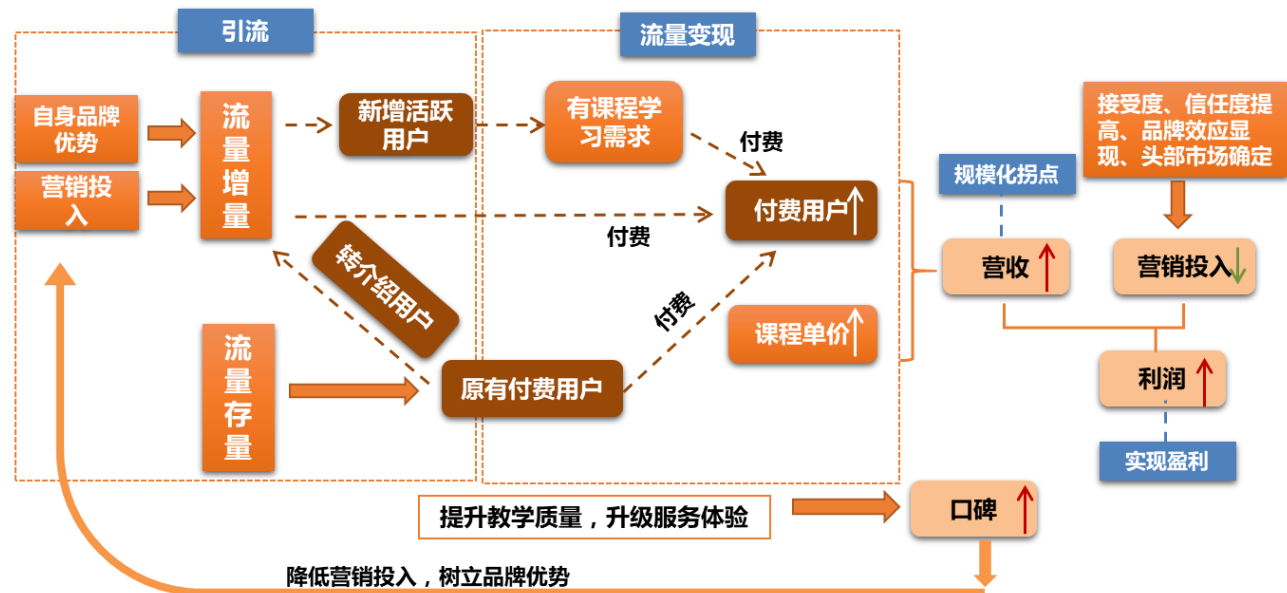 引流
流量变现
自身品牌
优势
营销投
入
流
量
增
量
新增活跃
用户
有课程学
习需求
付费
付费用户
付费
转介绍用户
付费
课程单价
流
量
存
量
原有付费用户
规模化拐点
接受度、信任度提
高、品牌效应显
现、头部市场确定
营收
营销投入
利润
实现盈利
提升教学质量，升级服务体验
口碑
降低营销投入，树立品牌优势